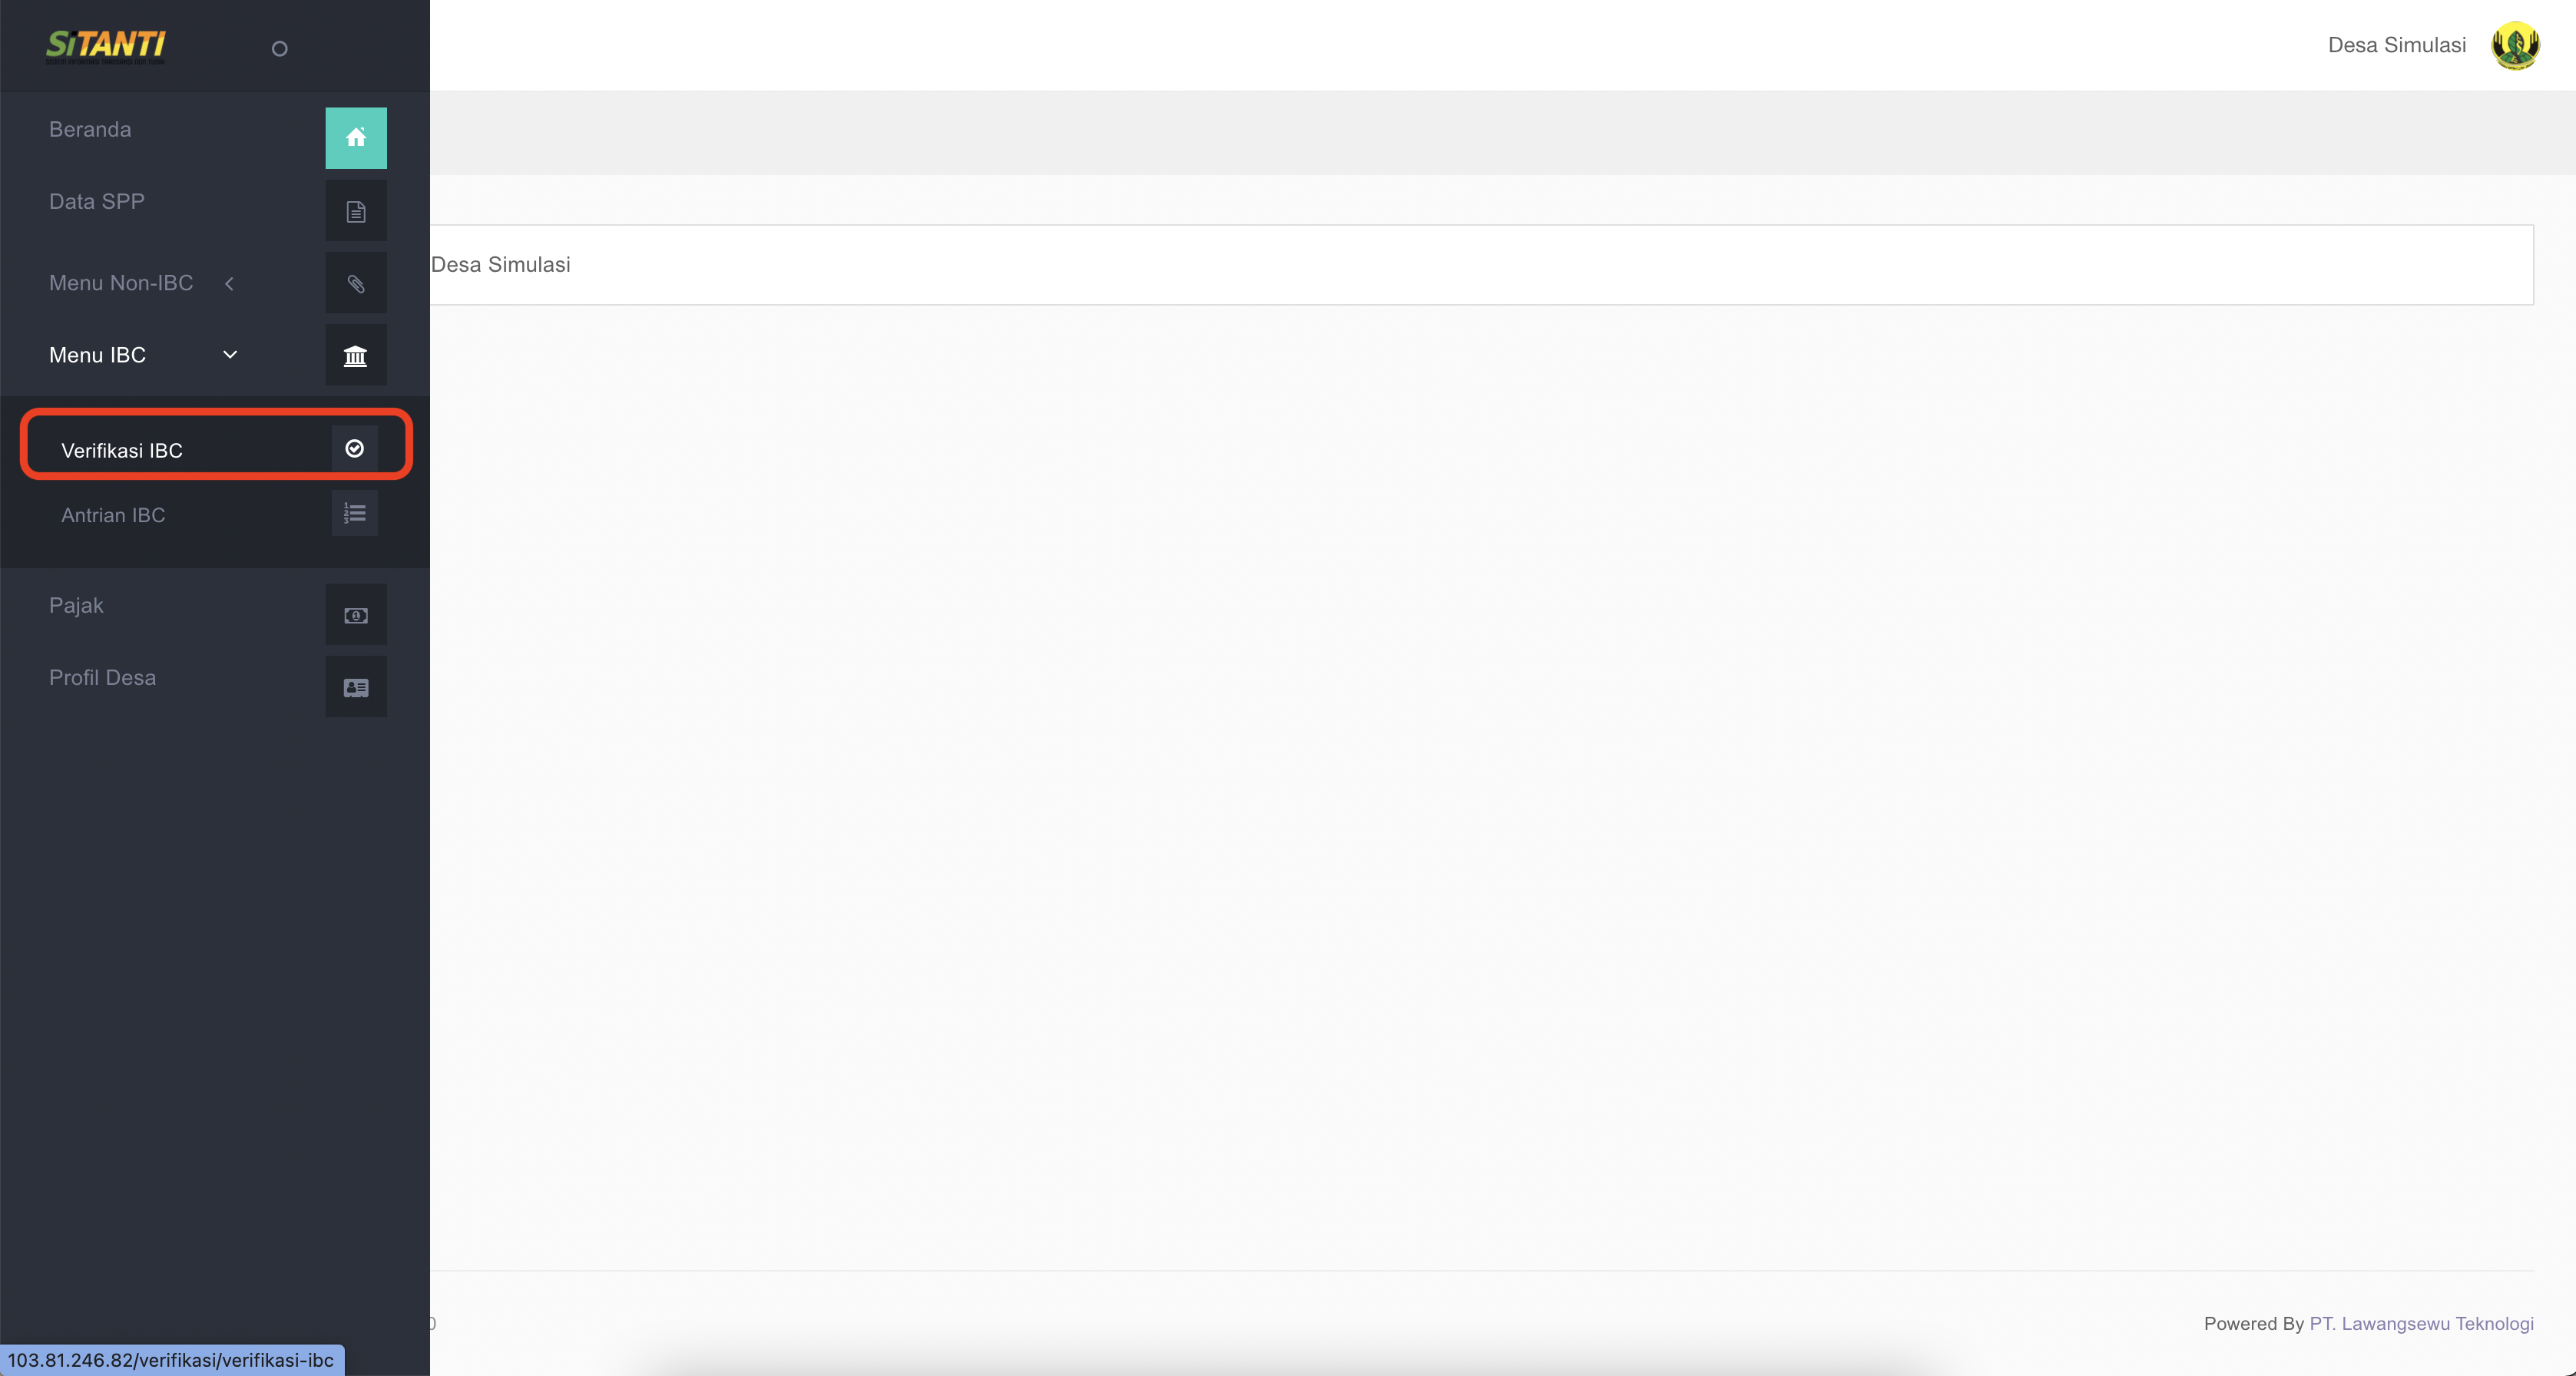 SiTANTI
Desa Simulasi
Beranda
Data SPP
Menu Non-IBC
Desa Simulasi
Menu IBC
Verifikasi IBC
Antrian IBC
Pajak
Profil Desa
Powered By PT. Lawangsewu Teknologi
103.81.246.82/verifikasi/verifikasi-ibc